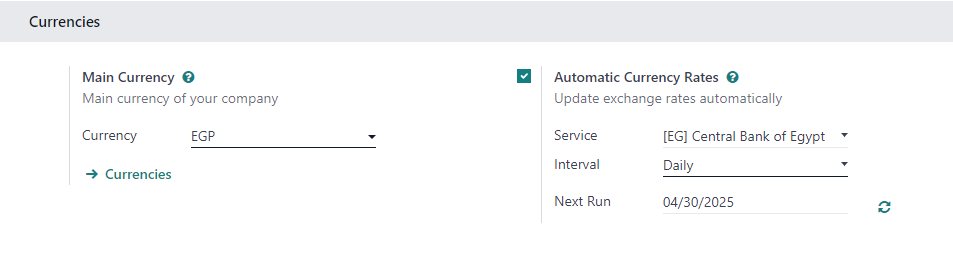 Currencies
Main Currency ?
Main currency of your company
Currency EGP
→ Currencies
Automatic Currency Rates ?
Update exchange rates automatically
Service [EG] Central Bank of Egypt
Interval Daily
Next Run 04/30/2025